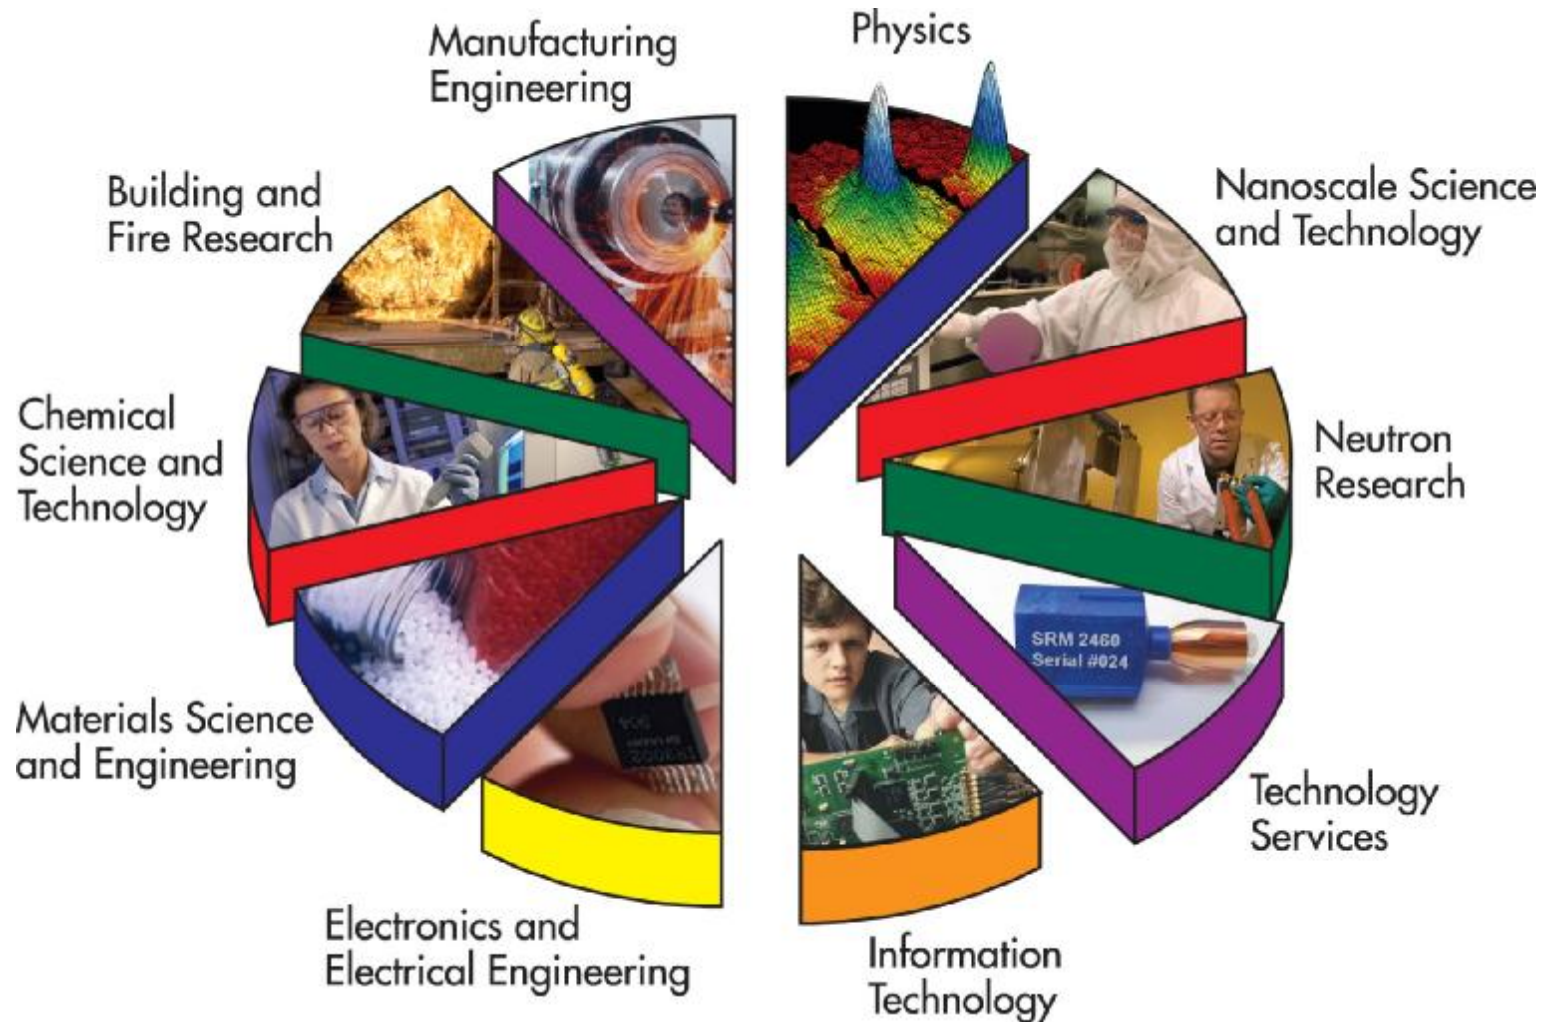 Physics
Nanoscale Science
and Technology
Neutron
Research
SRM 2460
Serial #024
Technology
Services
Information
Technology
Electronics and
Electrical Engineering
Materials Science
and Engineering
Chemical
Science and
Technology
Building and
Fire Research
Manufacturing
Engineering